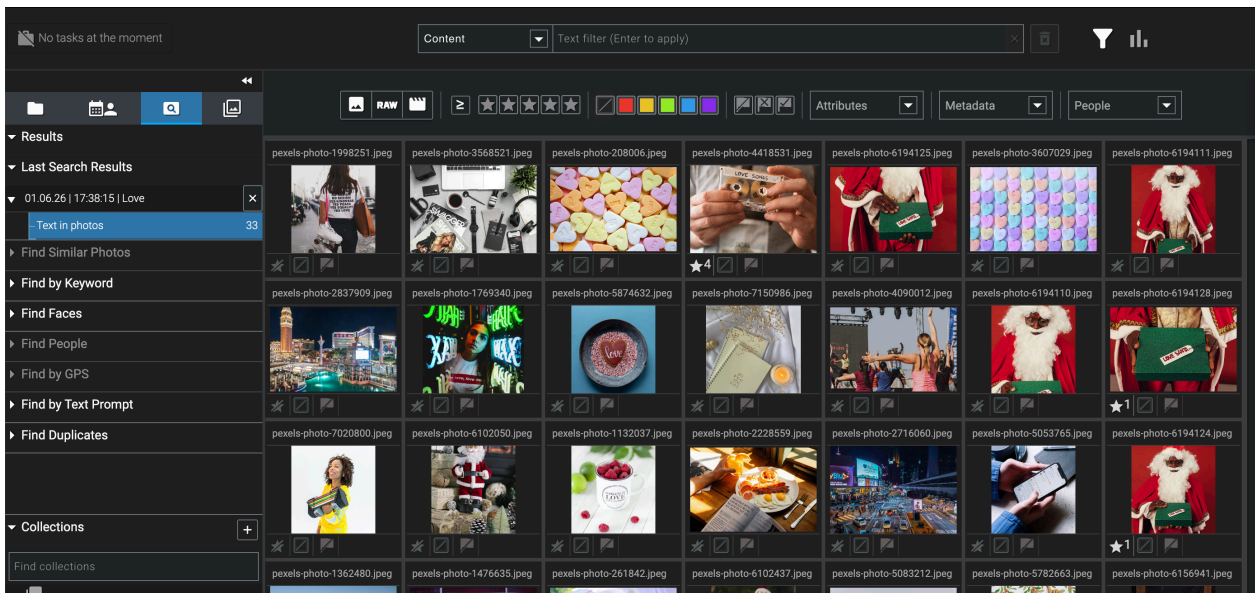 No tasks at the moment
Content
Text filter (Enter to apply)
RAW
≥
Attributes
Metadata
People
Results
Last Search Results
01.06.26 | 17:38:15 | Love
Text in photos 33
Find Similar Photos
Find by Keyword
Find Faces
Find People
Find by GPS
Find by Text Prompt
Find Duplicates
Collections
Find collections
pexels-photo-1998251.jpeg
pexels-photo-3568521.jpeg
pexels-photo-208006.jpeg
pexels-photo-4418531.jpeg
pexels-photo-6194125.jpeg
pexels-photo-3607029.jpeg
pexels-photo-6194111.jpeg
LOVE SONG
4
pexels-photo-2837909.jpeg
pexels-photo-1769340.jpeg
pexels-photo-5874632.jpeg
pexels-photo-7150986.jpeg
pexels-photo-4090012.jpeg
pexels-photo-6194110.jpeg
pexels-photo-6194128.jpeg
Love
1
pexels-photo-7020800.jpeg
pexels-photo-6102050.jpeg
pexels-photo-1132037.jpeg
pexels-photo-2228559.jpeg
pexels-photo-2716060.jpeg
pexels-photo-5053765.jpeg
pexels-photo-6194124.jpeg
LOVE
1
pexels-photo-1362480.jpeg
pexels-photo-1476635.jpeg
pexels-photo-261842.jpeg
pexels-photo-6102437.jpeg
pexels-photo-5083212.jpeg
pexels-photo-5782663.jpeg
pexels-photo-6156941.jpeg